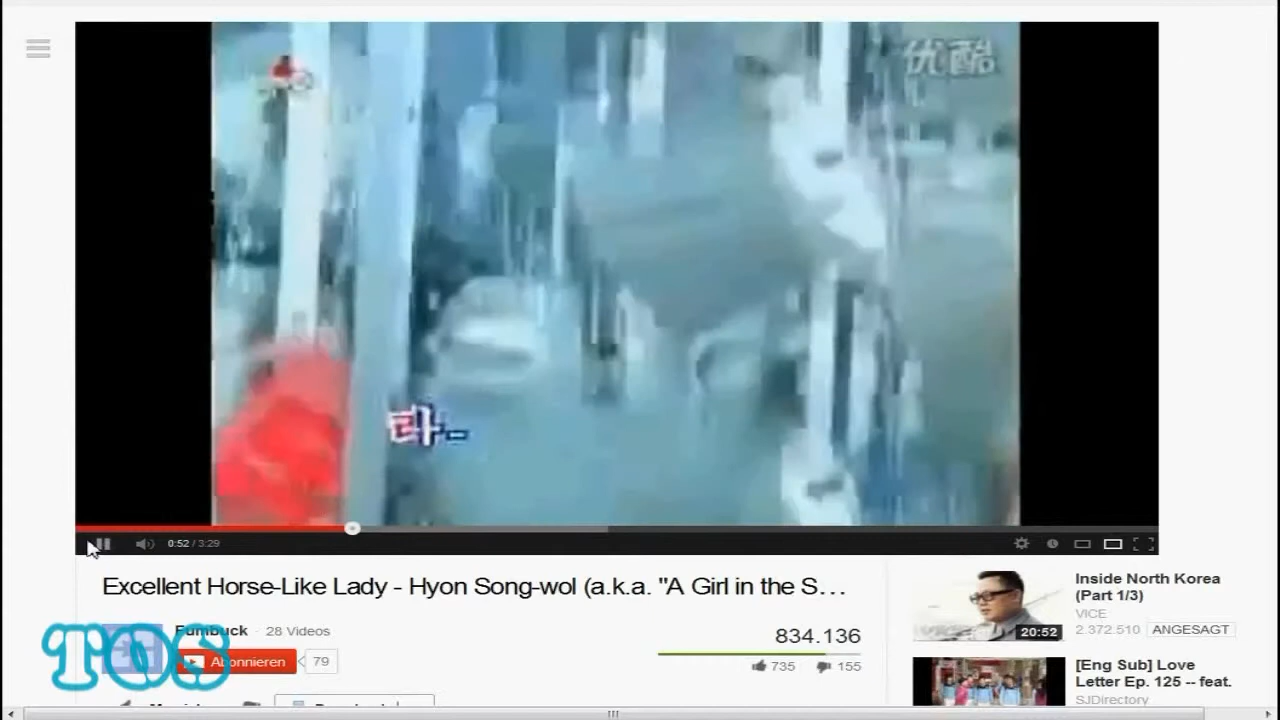 优酷
다-
0:52 / 3:29
Excellent Horse-Like Lady - Hyon Song-wol (a.k.a. "A Girl in the S…
Fumbuck · 28 Videos
Abonnieren
79
TOS
834.136
735
155
20:52
Inside North Korea
(Part 1/3)
VICE
2.372.510 ANGESAGT
[Eng Sub] Love
Letter Ep. 125 -- feat.
SJDirectory